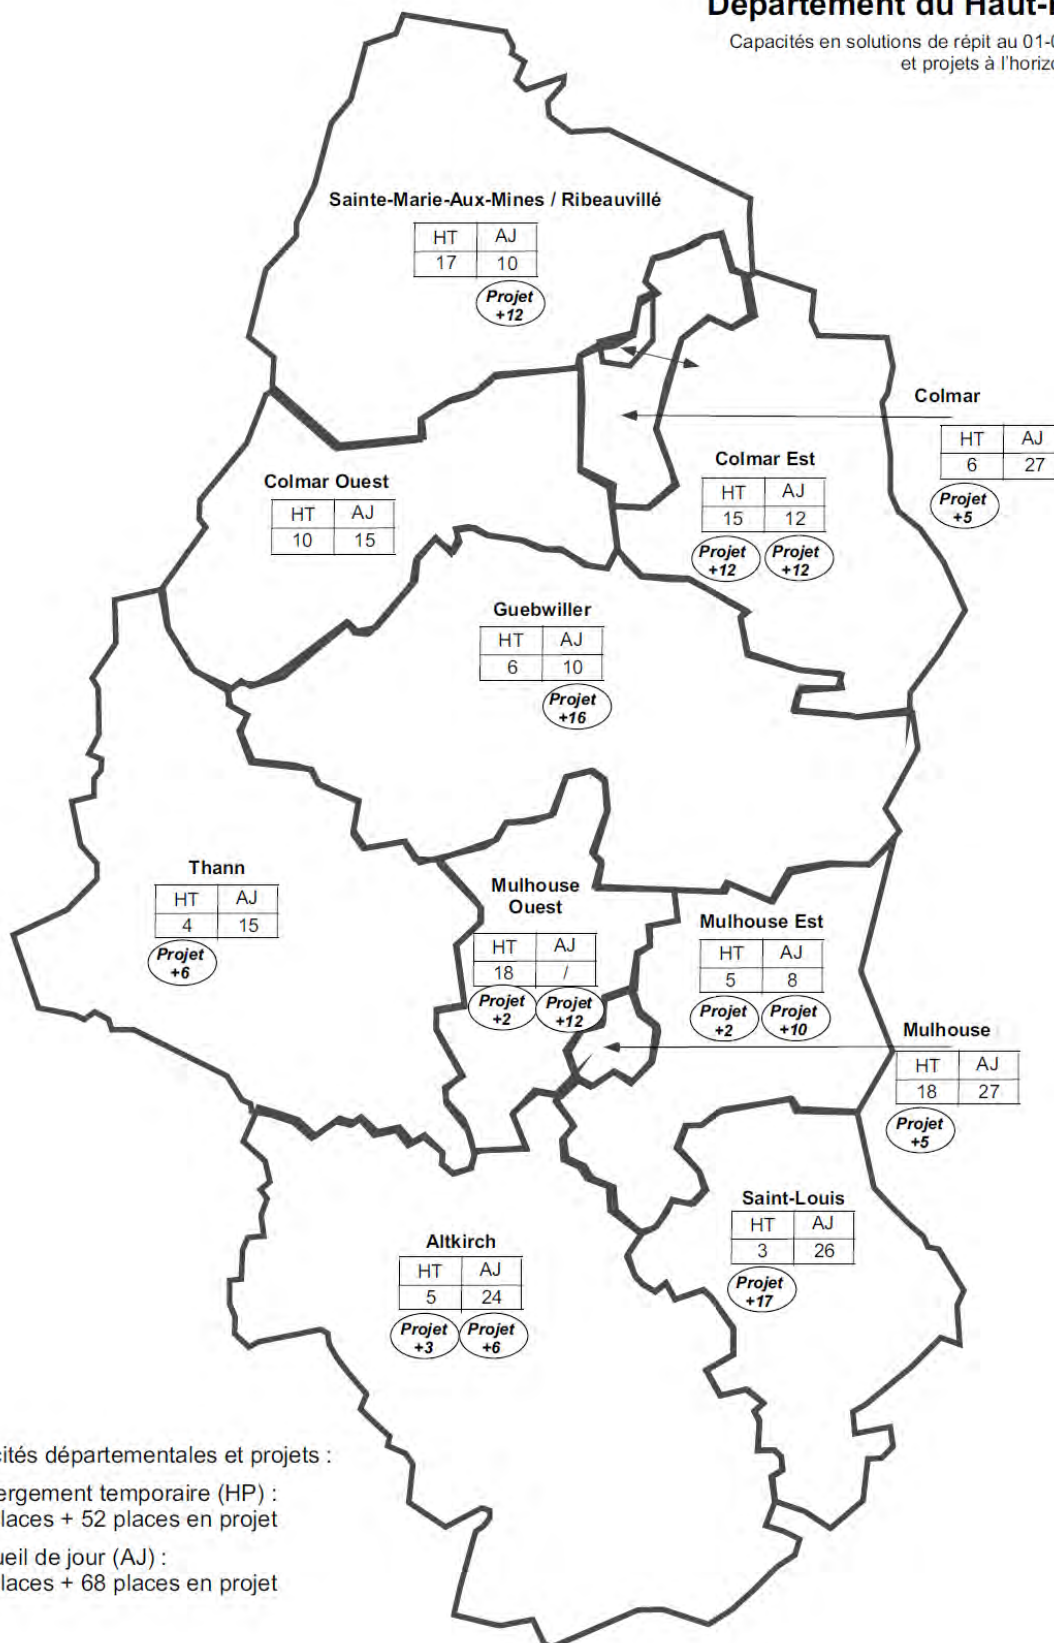 Département du Haut-
Capacités en solutions de répit au 01-
et projets à
Sainte-Marie-Aux-Mines / Ribeauvillé
HT AJ
17 10
Projet
+12
Colmar
HT AJ
6 27
Projet
+5
Colmar Est
HT AJ
15 12
Projet Projet
+12 +12
Colmar Ouest
HT AJ
10 15
Guebwiller
HT AJ
6 10
Projet
+16
Thann
HT AJ
4 15
Projet
+6
Mulhouse
Ouest
HT AJ
18 /
Projet Projet
+2 +12
Mulhouse Est
HT AJ
5 8
Projet Projet
+2 +10
Mulhouse
HT AJ
18 27
Projet
+5
Saint-Louis
HT AJ
3 26
Projet
+17
Altkirch
HT AJ
5 24
Projet Projet
+3 +6
cités départementales et projets :
ergement temporaire (HP) :
laces + 52 places en projet
ueil de jour (AJ) :
laces + 68 places en projet